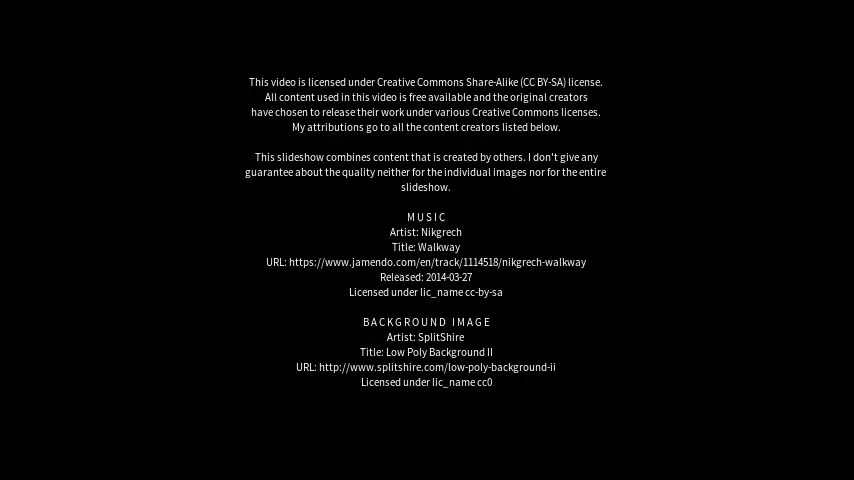 This video is licensed under Creative Commons Share-Alike (CC BY-SA) license.
All content used in this video is free available and the original creators
have chosen to release their work under various Creative Commons licenses.
My attributions go to all the content creators listed below.
This slideshow combines content that is created by others. I don't give any
guarantee about the quality neither for the individual images nor for the entire
slideshow.
MUSIC
Artist: Nikgrech
Title: Walkway
URL: https://www.jamendo.com/en/track/1114518/nikgrech-walkway
Released: 2014-03-27
Licensed under lic_name cc-by-sa
BACKGROUND IMAGE
Artist: SplitShire
Title: Low Poly Background II
URL: http://www.splitshire.com/low-poly-background-ii
Licensed under lic_name cc0